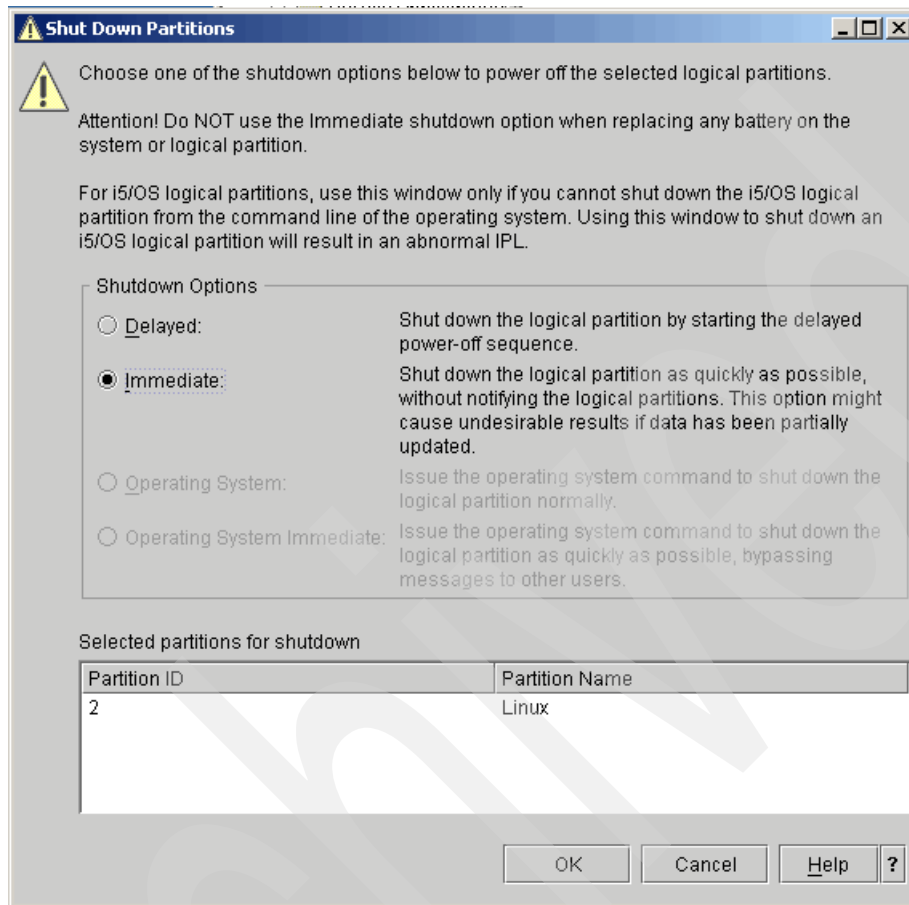 Shut Down Partitions
Choose one of the shutdown options below to power off the selected logical partitions.
Attention! Do NOT use the Immediate shutdown option when replacing any battery on the
system or logical partition.
For i5/OS logical partitions, use this window only if you cannot shut down the i5/OS logical
partition from the command line of the operating system. Using this window to shut down an
i5/OS logical partition will result in an abnormal IPL.
Shutdown Options
Delayed:
Shut down the logical partition by starting the delayed
power-off sequence.
Immediate:
Shut down the logical partition as quickly as possible,
without notifying the logical partitions. This option might
cause undesirable results if data has been partially
updated.
Operating System:
Issue the operating system command to shut down the
logical partition normally.
Operating System Immediate:
Issue the operating system command to shut down the
logical partition as quickly as possible, bypassing
messages to other users.
Selected partitions for shutdown
Partition ID Partition Name
2 Linux
OK Cancel Help ?